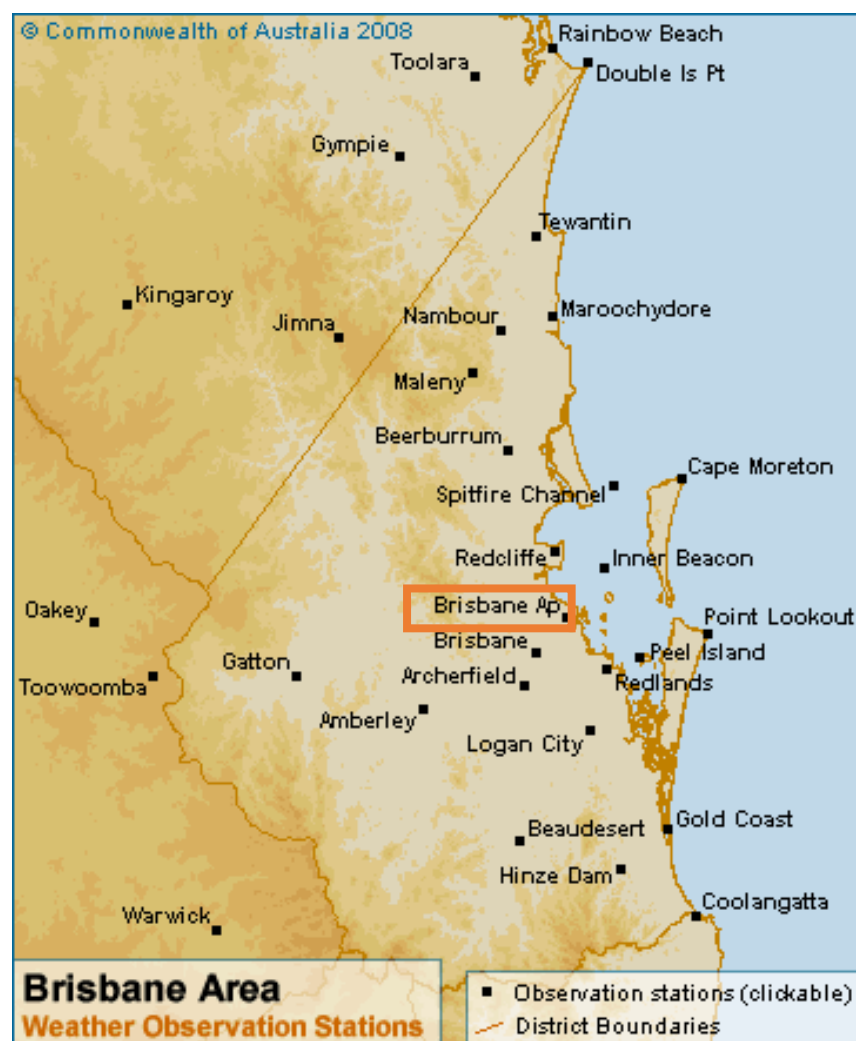 © Commonwealth of Australia 2008
Rainbow Beach
Toolara
Double Is Pt
Gympie
Tewantin
Kingaroy
Maroochydore
Jimna
Nambour
Maleny
Beerburrum
Cape Moreton
Spitfire Channel
Redcliffe
Inner Beacon
Brisbane Ap
Oakey
Point Lookout
Brisbane
Peel Island
Gatton
Archerfield
Redlands
Toowoomba
Amberley
Logan City
Beaudesert
Gold Coast
Hinze Dam
Coolangatta
Warwick
Brisbane Area
Weather Observation Stations
Observation stations (clickable)
District Boundaries